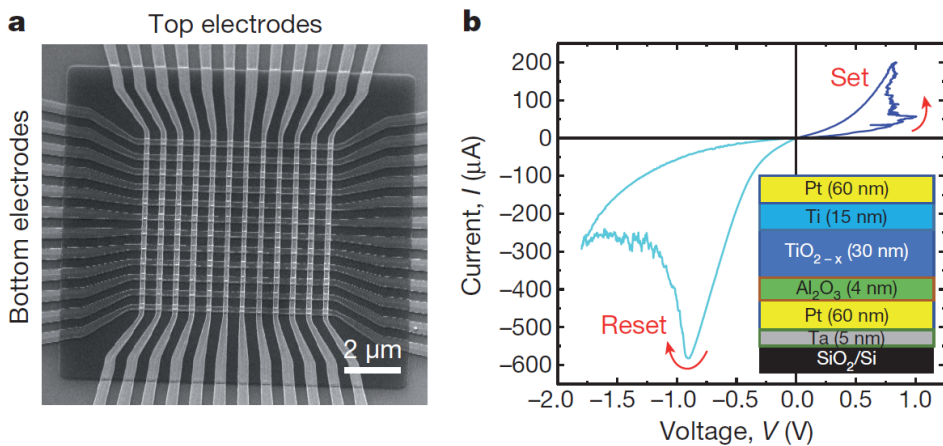 a
Top electrodes
Bottom electrodes
2 μm
b
Current, I (μA)
200
100
0
−100
−200
−300
−400
−500
−600
Set
Reset
Pt (60 nm)
Ti (15 nm)
TiO₂₋ₓ (30 nm)
Al₂O₃ (4 nm)
Pt (60 nm)
Ta (5 nm)
SiO₂/Si
−2.0 −1.5 −1.0 −0.5 0.0 0.5 1.0
Voltage, V (V)